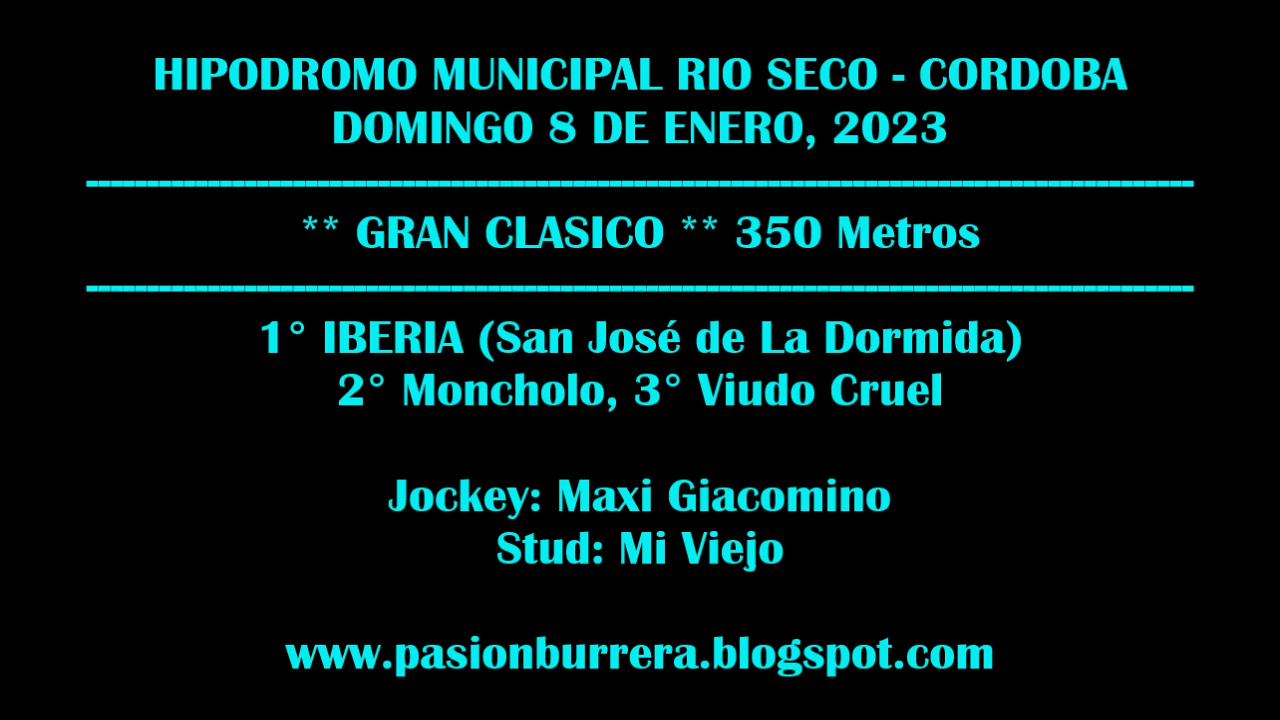 HIPODROMO MUNICIPAL RIO SECO - CORDOBA
DOMINGO 8 DE ENERO, 2023
-------------------------------------------------------------------------------------------
** GRAN CLASICO ** 350 Metros
-------------------------------------------------------------------------------------------
1° IBERIA (San José de La Dormida)
2° Moncholo, 3° Viudo Cruel
Jockey: Maxi Giacomino
Stud: Mi Viejo
www.pasionburrera.blogspot.com